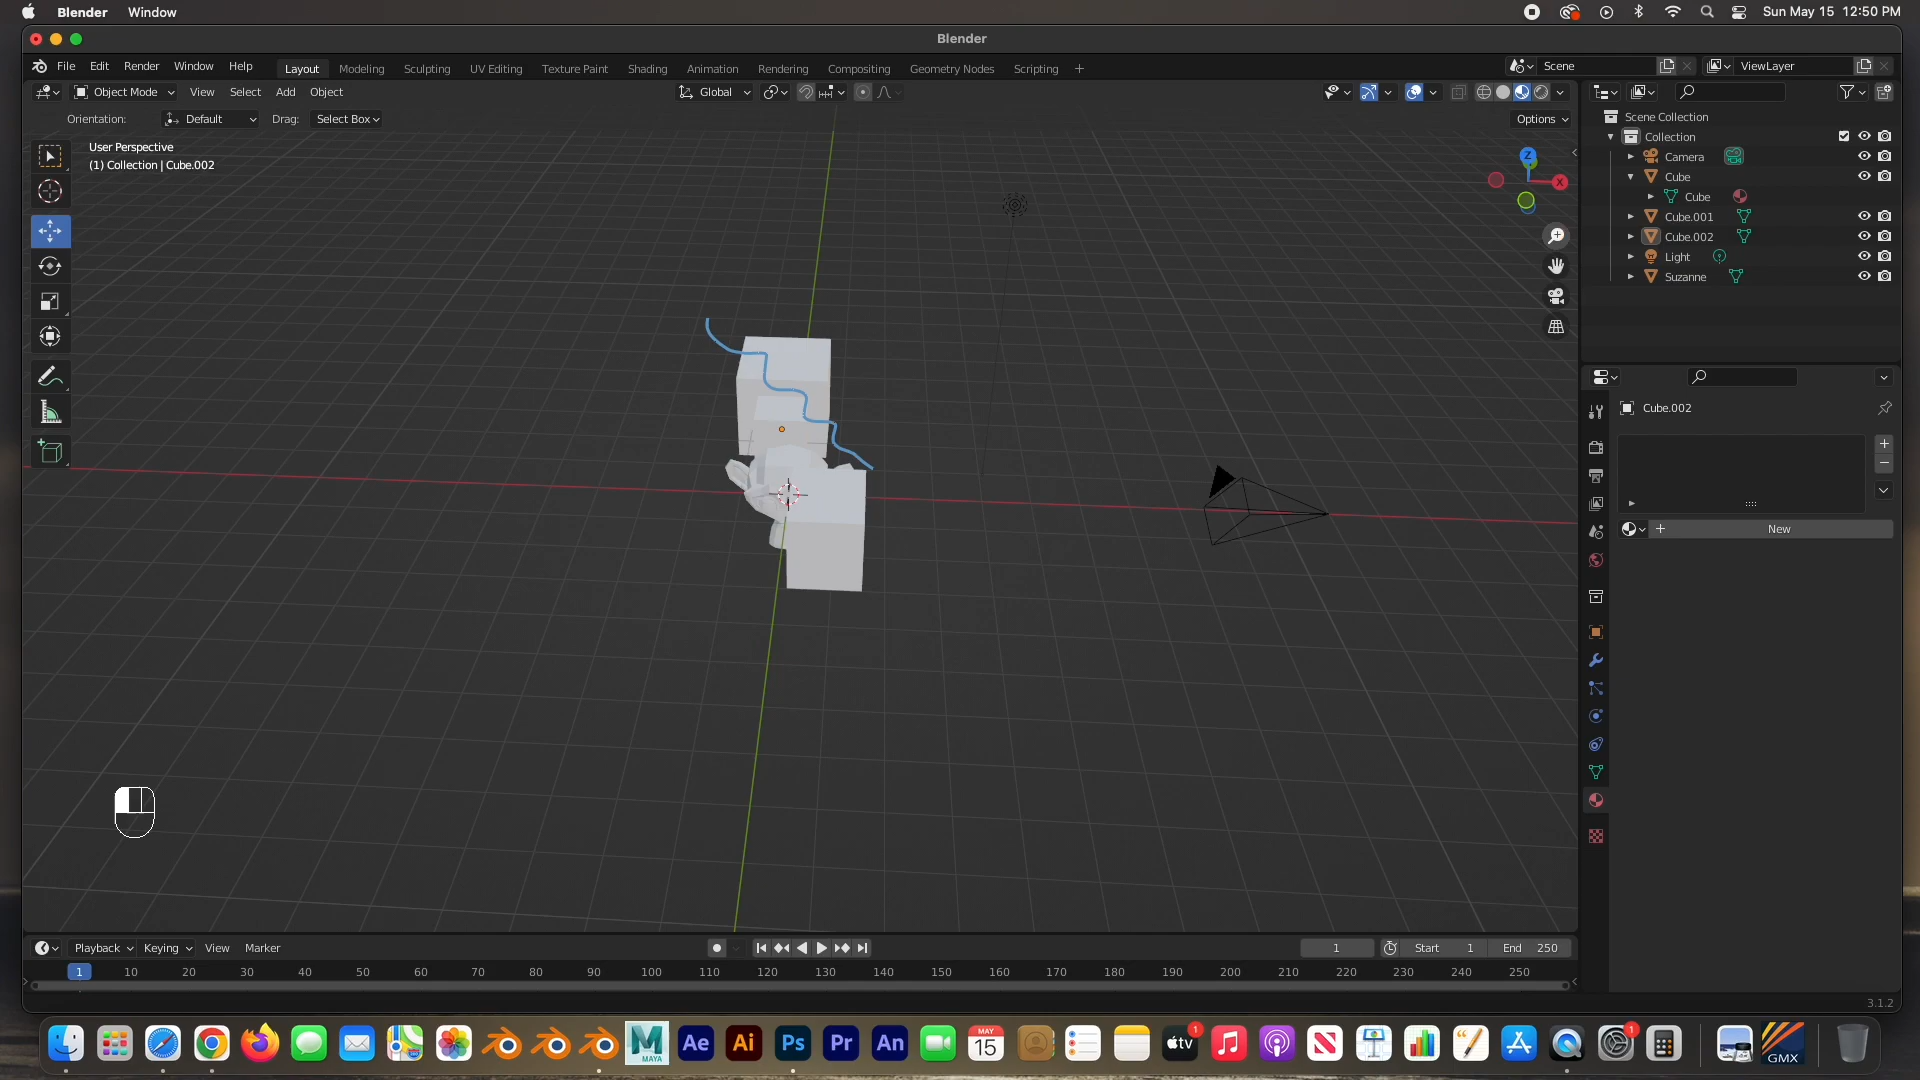 Blender Window Sun May 15 12:50 PM
Blender
File Edit Render Window Help Layout Modeling Sculpting UV Editing Texture Paint Shading Animation Rendering Compositing Geometry Nodes Scripting + Scene ViewLayer
Object Mode View Select Add Object Global
Orientation: Default Drag: Select Box Options
User Perspective
(1) Collection | Cube.002
Z
X
Scene Collection
Collection
Camera
Cube
Cube
Cube.001
Cube.002
Light
Suzanne
Cube.002
New
Playback Keying View Marker 1 Start 1 End 250
1 10 20 30 40 50 60 70 80 90 100 110 120 130 140 150 160 170 180 190 200 210 220 230 240 250
3.1.2
MAYA Ae Ai Ps Pr An MAY 15 tv 1 1 GMX